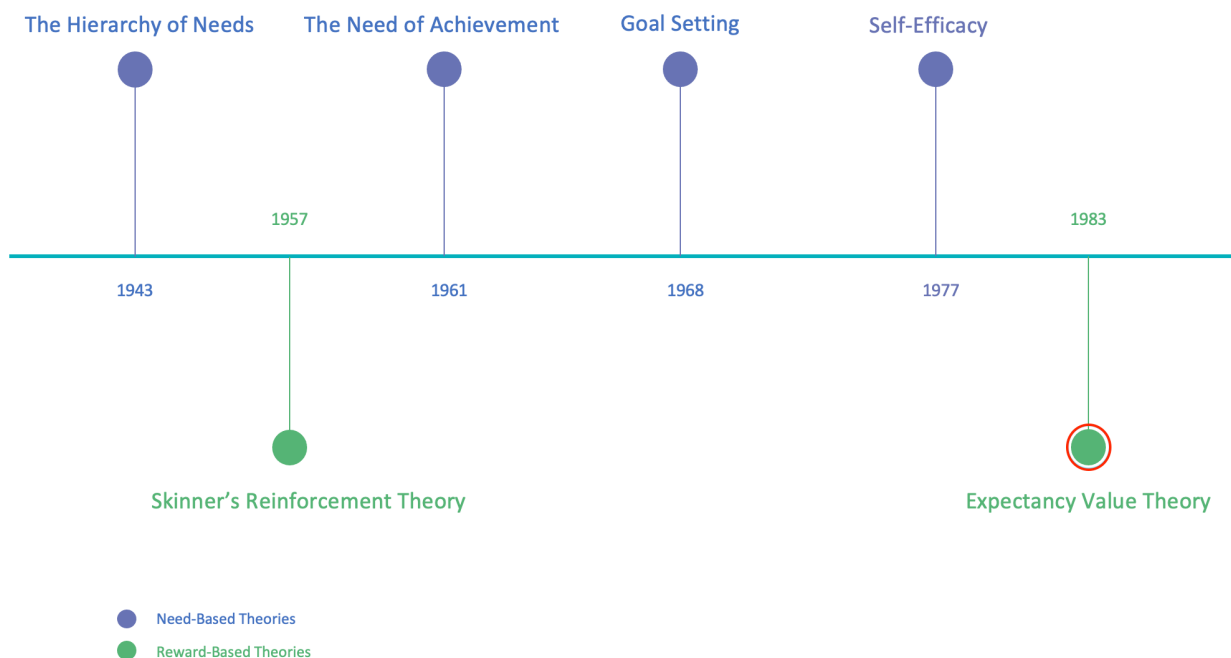 The Hierarchy of Needs
The Need of Achievement
Goal Setting
Self-Efficacy
1957
1983
1943
1961
1968
1977
Skinner’s Reinforcement Theory
Expectancy Value Theory
Need-Based Theories
Reward-Based Theories